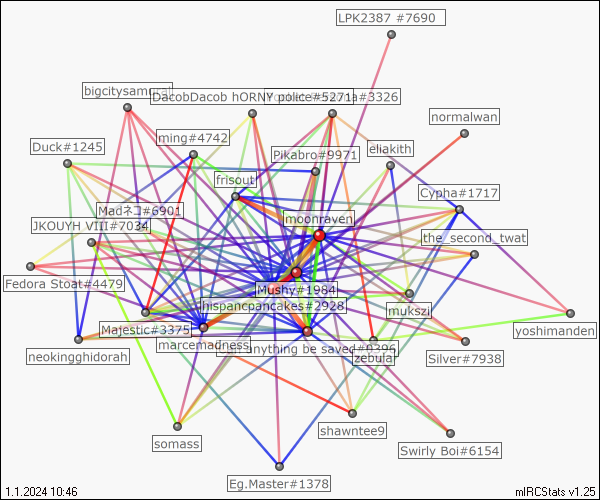 LPK2387 #7690
bigcitysamurai
DacobDacob hORNY police#5271
#3326
normalwan
ming#4742
Duck#1245
eliakith
Pikabro#9971
frisout
Cypha#1717
Madネコ#6901
moonraven
JKOUYH VIII#7034
the_second_twat
Fedora Stoat#4479
Mushy#1984
hispancpancakes#2928
mukszi
Majestic#3375
yoshimanden
marcemadness
anything be saved#0396
neokingghidorah
zebula
Silver#7938
shawntee9
somass
Swirly Boi#6154
Eg.Master#1378
1.1.2024 10:46
mIRCStats v1.25